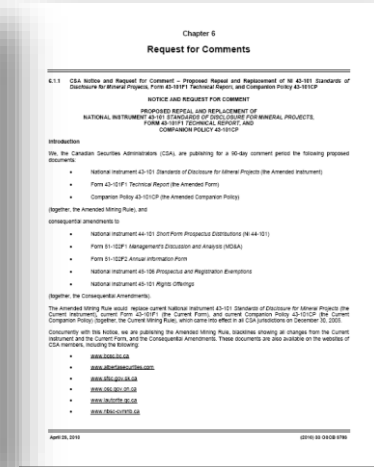 Chapter 6
Request for Comments
6.1.1 CSA Notice and Request for Comment – Proposed Repeal and Replacement of NI 43-101 Standards of
Disclosure for Mineral Projects, Form 43-101F1 Technical Report, and Companion Policy 43-101CP
NOTICE AND REQUEST FOR COMMENT
PROPOSED REPEAL AND REPLACEMENT OF
NATIONAL INSTRUMENT 43-101 STANDARDS OF DISCLOSURE FOR MINERAL PROJECTS,
FORM 43-101F1 TECHNICAL REPORT, AND
COMPANION POLICY 43-101CP
Introduction
We, the Canadian Securities Administrators (CSA), are publishing for a 90-day comment period the following proposed
documents:
• National Instrument 43-101 Standards of Disclosure for Mineral Projects (the Amended Instrument)
• Form 43-101F1 Technical Report (the Amended Form)
• Companion Policy 43-101CP (the Amended Companion Policy)
(together, the Amended Mining Rule), and
consequential amendments to:
• National Instrument 44-101 Short Form Prospectus Distributions (NI 44-101)
• Form 51-102F1 Management's Discussion and Analysis (MD&A)
• Form 51-102F2 Annual Information Form
• National Instrument 45-106 Prospectus and Registration Exemptions
• National Instrument 45-101 Rights Offerings
(together, the Consequential Amendments).
The Amended Mining Rule would replace current National Instrument 43-101 Standards of Disclosure for Mineral Projects (the
Current Instrument), current Form 43-101F1 (the Current Form), and current Companion Policy 43-101CP (the Current
Companion Policy) (together, the Current Mining Rule), which came into effect in all CSA jurisdictions on December 30, 2005.
Concurrently with this Notice, we are publishing the Amended Mining Rule, blacklines showing all changes from the Current
Instrument and the Current Form, and the Consequential Amendments. These documents are also available on the websites of
CSA members, including the following:
• www.bcsc.bc.ca
• www.albertasecurities.com
• www.sfsc.gov.sk.ca
• www.osc.gov.on.ca
• www.lautorite.qc.ca
• www.nbsc-cvmnb.ca
April 23, 2010 (2010) 33 OSCB 3793